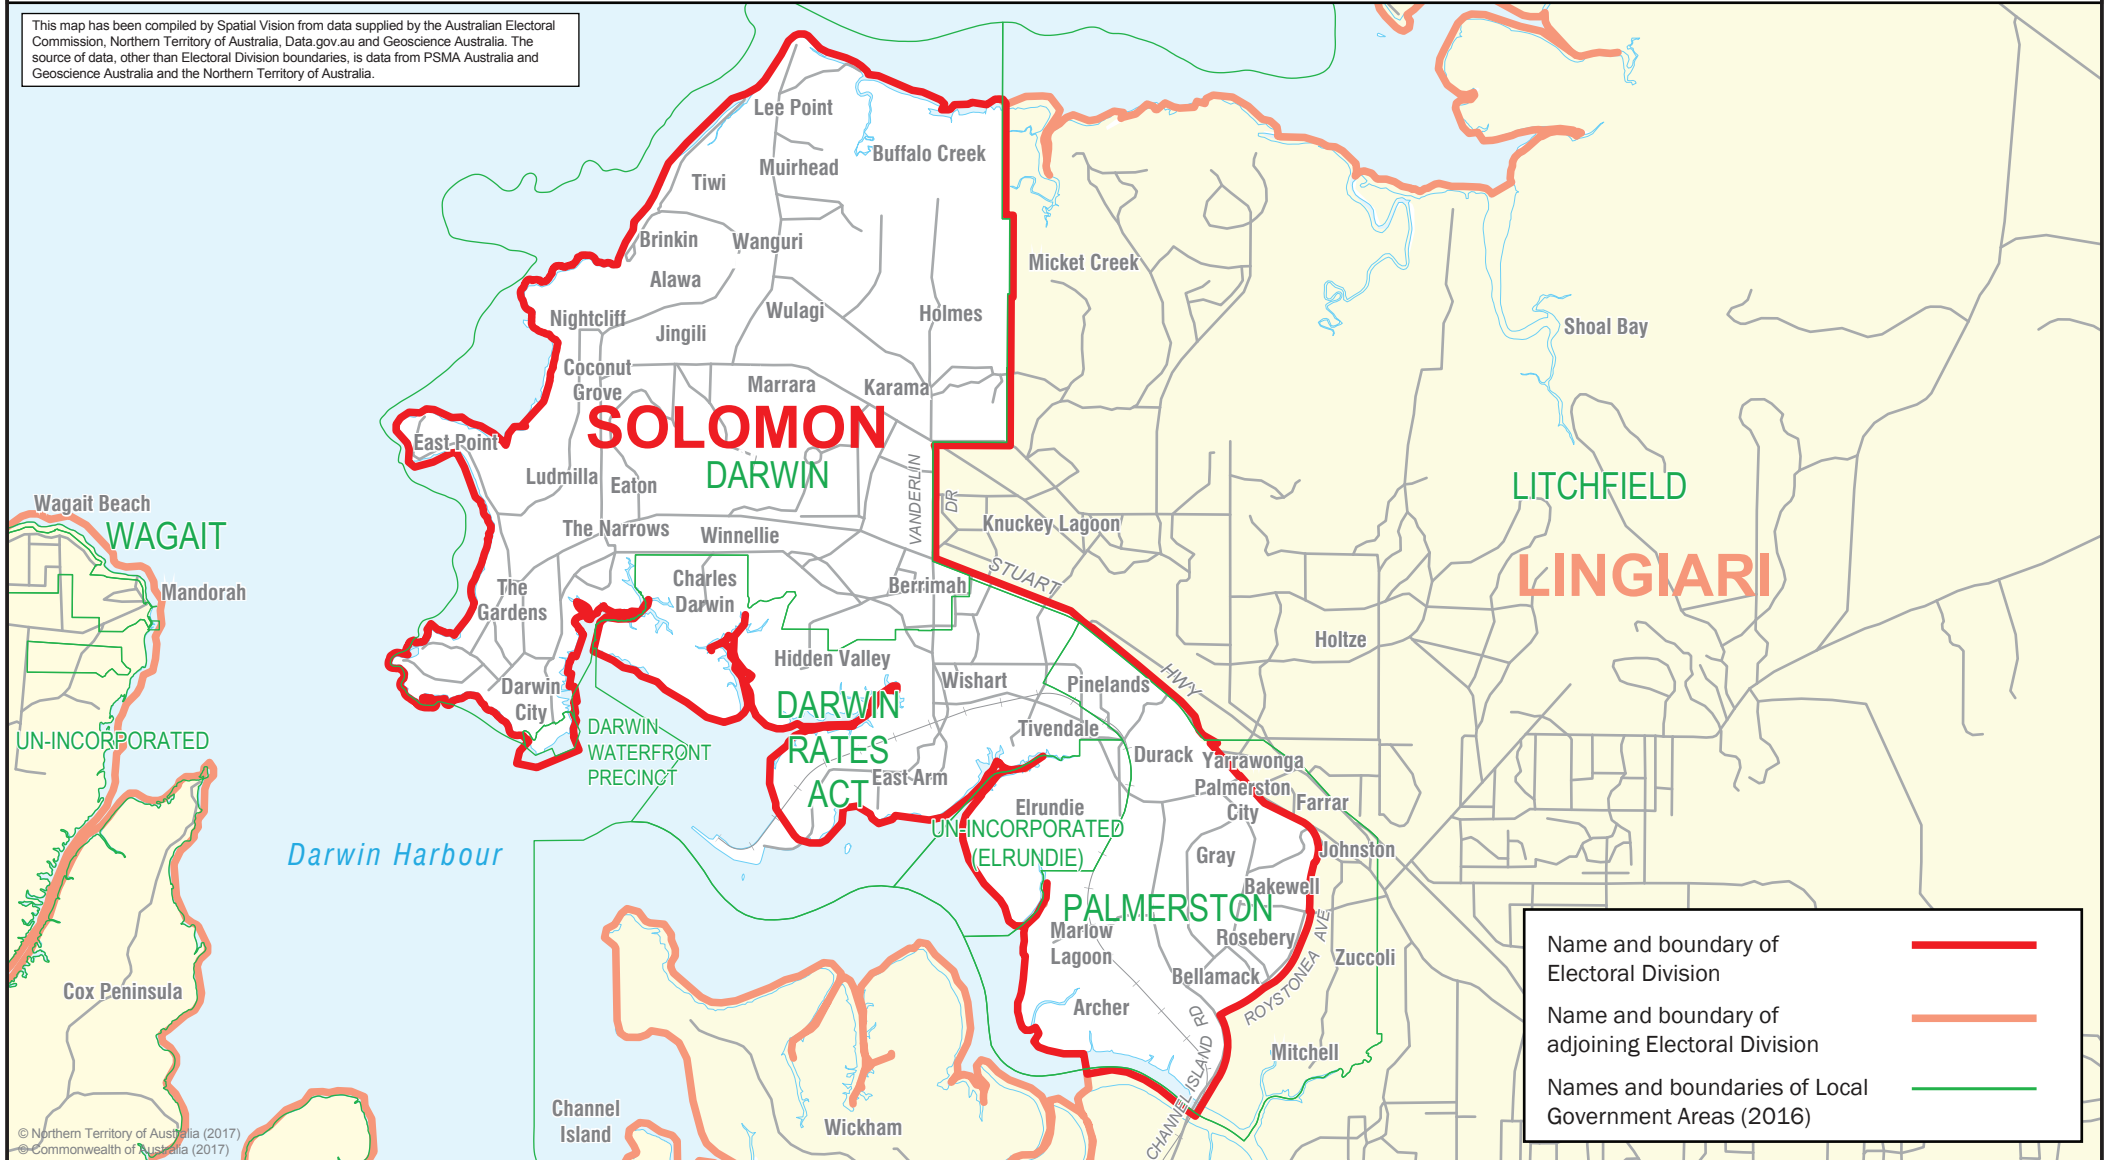 This map has been compiled by Spatial Vision from data supplied by the Australian Electoral
Commission, Northern Territory of Australia, Data.gov.au and Geoscience Australia. The
source of data, other than Electoral Division boundaries, is data from PSMA Australia and
Geoscience Australia and the Northern Territory of Australia.
Lee Point
Buffalo Creek
Muirhead
Tiwi
Brinkin
Wanguri
Alawa
Micket Creek
Nightcliff
Wulagi
Holmes
Jingili
Shoal Bay
Coconut
Grove
Marrara
Karama
SOLOMON
East Point
DARWIN
Ludmilla
Eaton
VANDERLIN
DR
LITCHFIELD
Wagait Beach
WAGAIT
The Narrows
Winnellie
Knuckey Lagoon
LINGIARI
STUART
Mandorah
The
Gardens
Charles
Darwin
Berrimah
Holtze
Hidden Valley
Wishart
Pinelands
HWY
Darwin
City
DARWIN
RATES
ACT
DARWIN
WATERFRONT
PRECINCT
Tivendale
UN-INCORPORATED
Durack
Yarrawonga
East Arm
Palmerston
City
Farrar
Elrundie
UN-INCORPORATED
(ELRUNDIE)
Darwin Harbour
Gray
Johnston
Bakewell
PALMERSTON
Marlow
Lagoon
Rosebery
ROYSTONEA AVE
Zuccoli
Bellamack
Cox Peninsula
Archer
CHANNEL ISLAND RD
Mitchell
Channel
Island
Wickham
Name and boundary of
Electoral Division
Name and boundary of
adjoining Electoral Division
Names and boundaries of Local
Government Areas (2016)
© Northern Territory of Australia (2017)
© Commonwealth of Australia (2017)